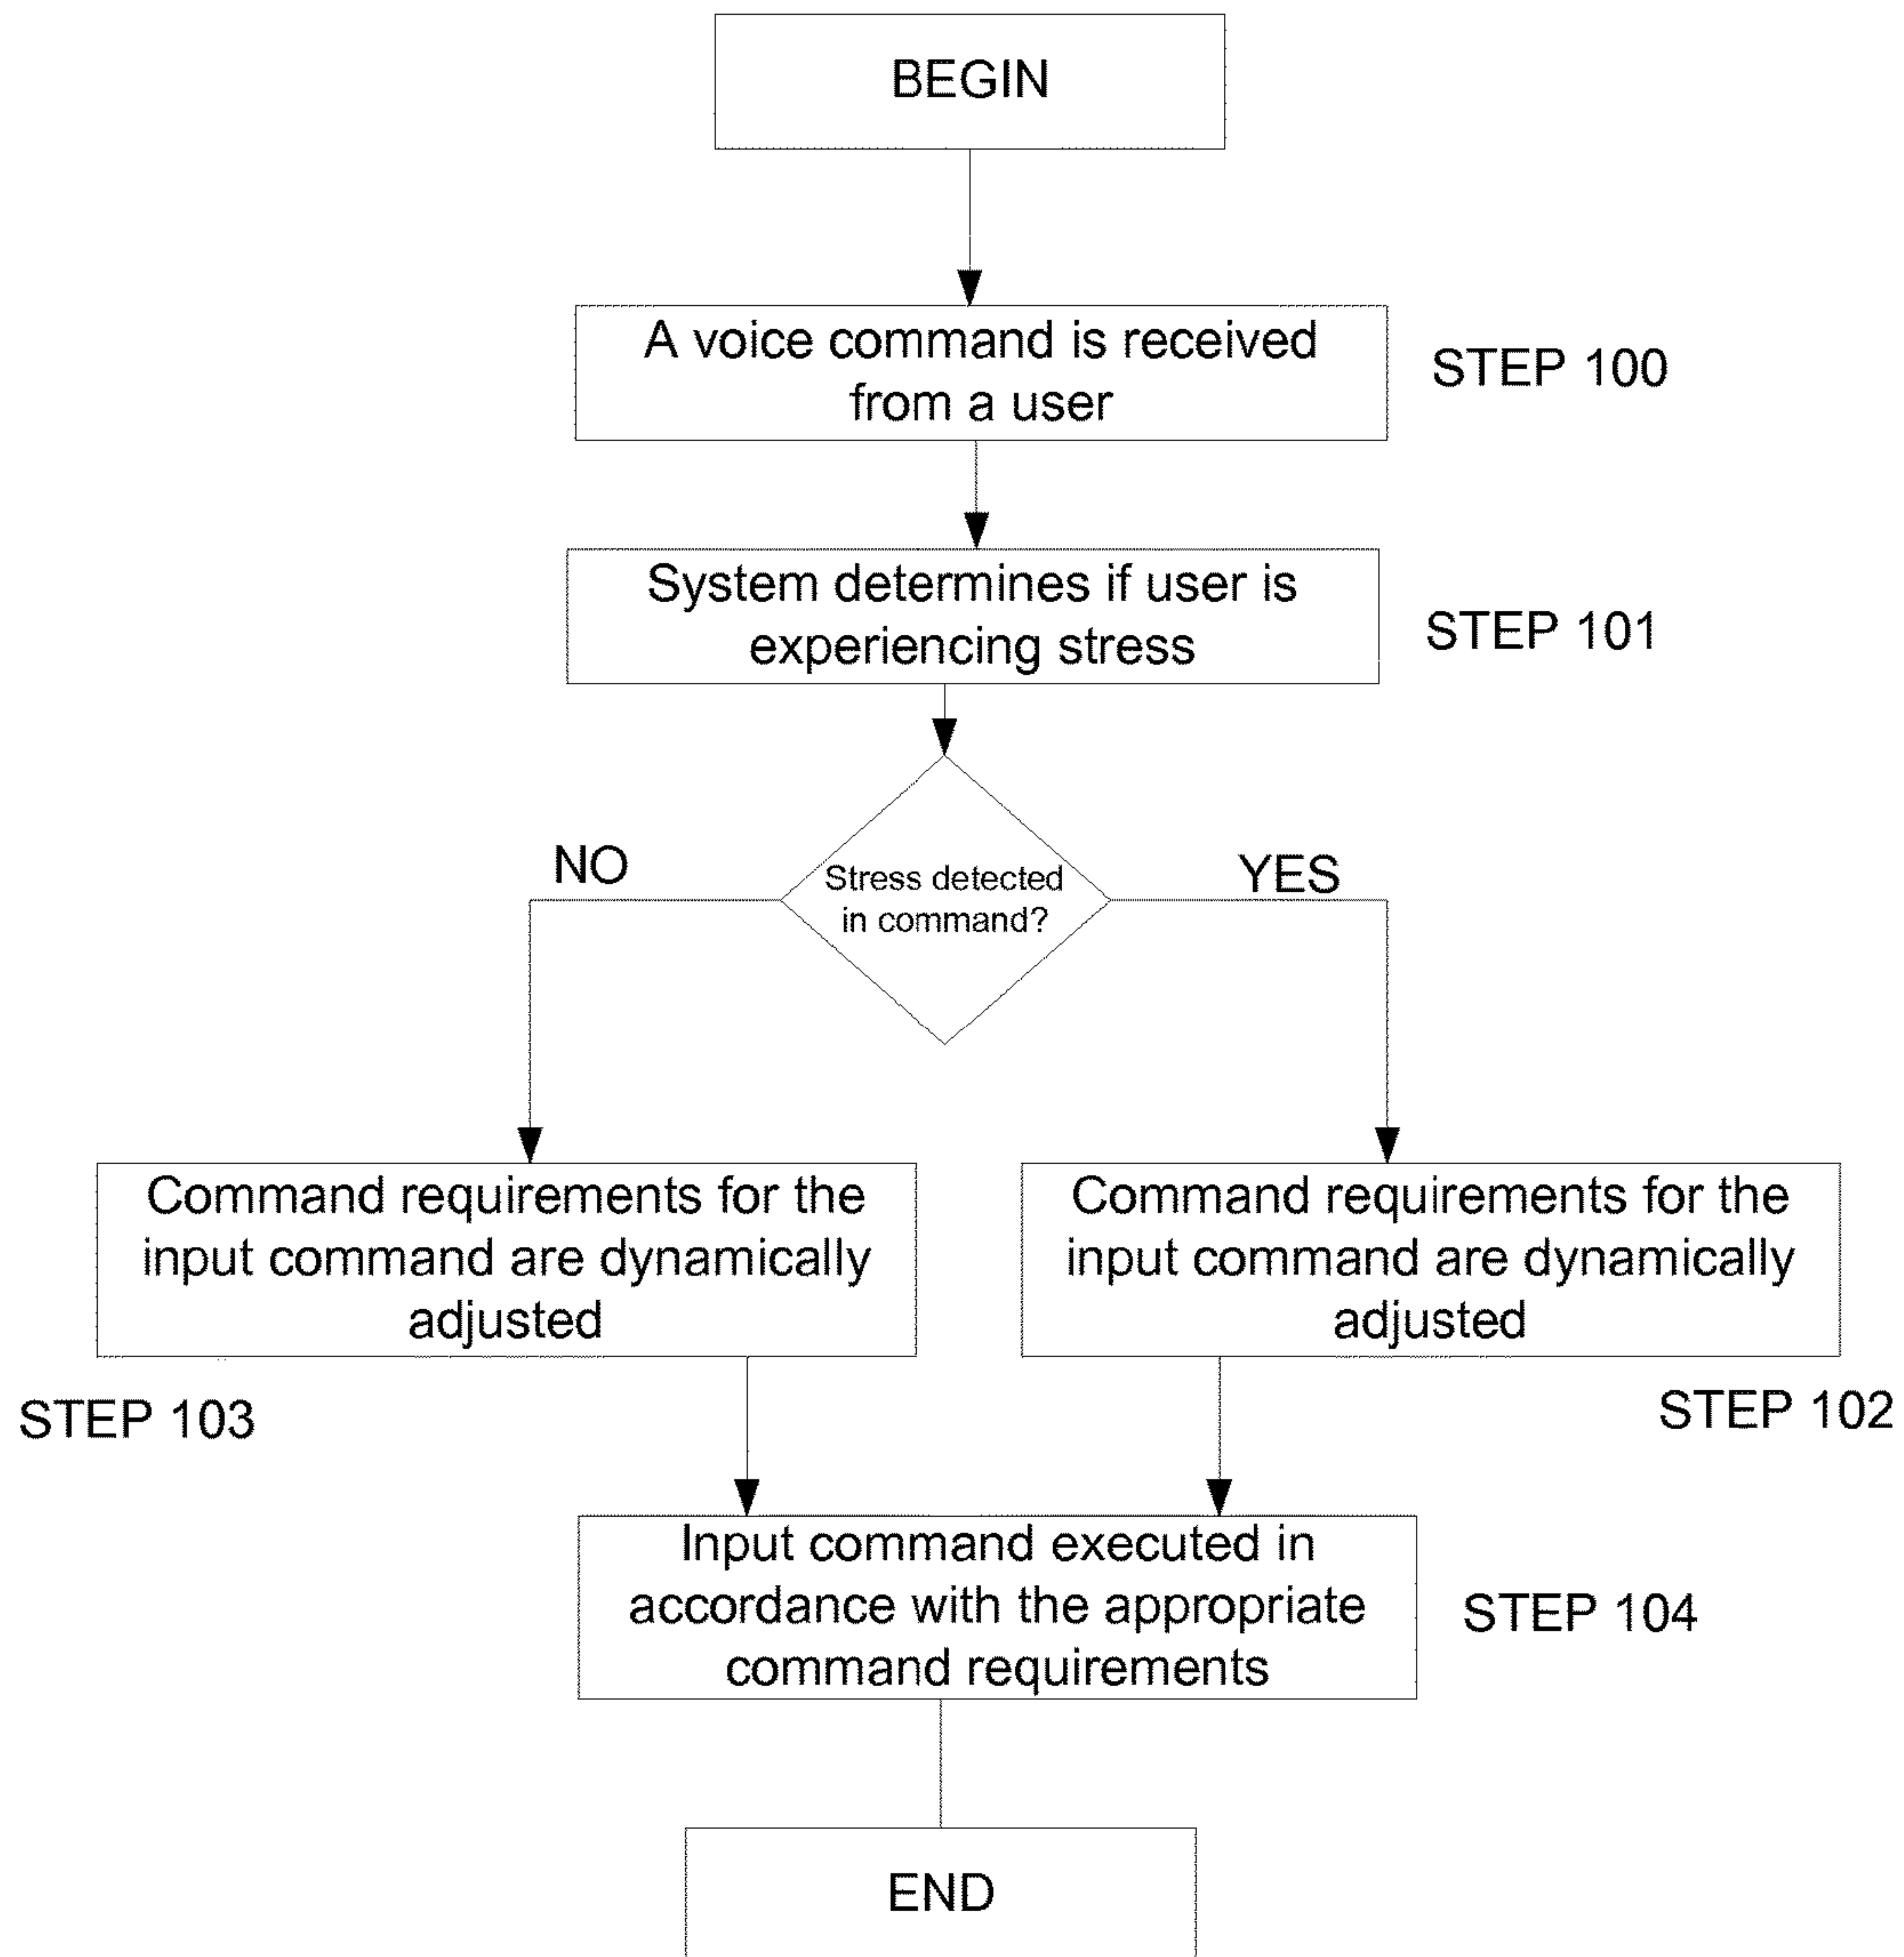 BEGIN
A voice command is received
from a user
STEP 100
System determines if user is
experiencing stress
STEP 101
Stress detected
in command?
NO
YES
Command requirements for the
input command are dynamically
adjusted
STEP 103
Command requirements for the
input command are dynamically
adjusted
STEP 102
Input command executed in
accordance with the appropriate
command requirements
STEP 104
END